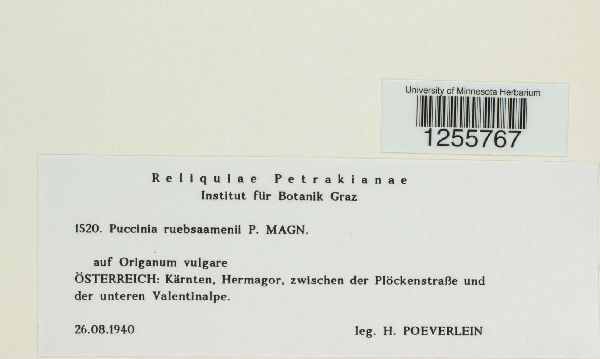 University of Minnesota Herbarium
1255767
Reliquiae Petrakianae
Institut für Botanik Graz
1520. Puccinia ruebsaamenii P. MAGN.
auf Origanum vulgare
ÖSTERREICH: Kärnten, Hermagor, zwischen der Plöckenstraße und
der unteren Valentinalpe.
26.08.1940 leg. H. POEVERLEIN